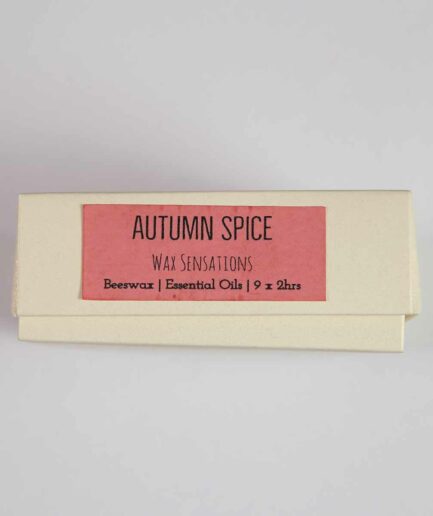 AUTUMN SPICE
WAX SENSATIONS
Beeswax | Essential Oils | 9 x 2hrs